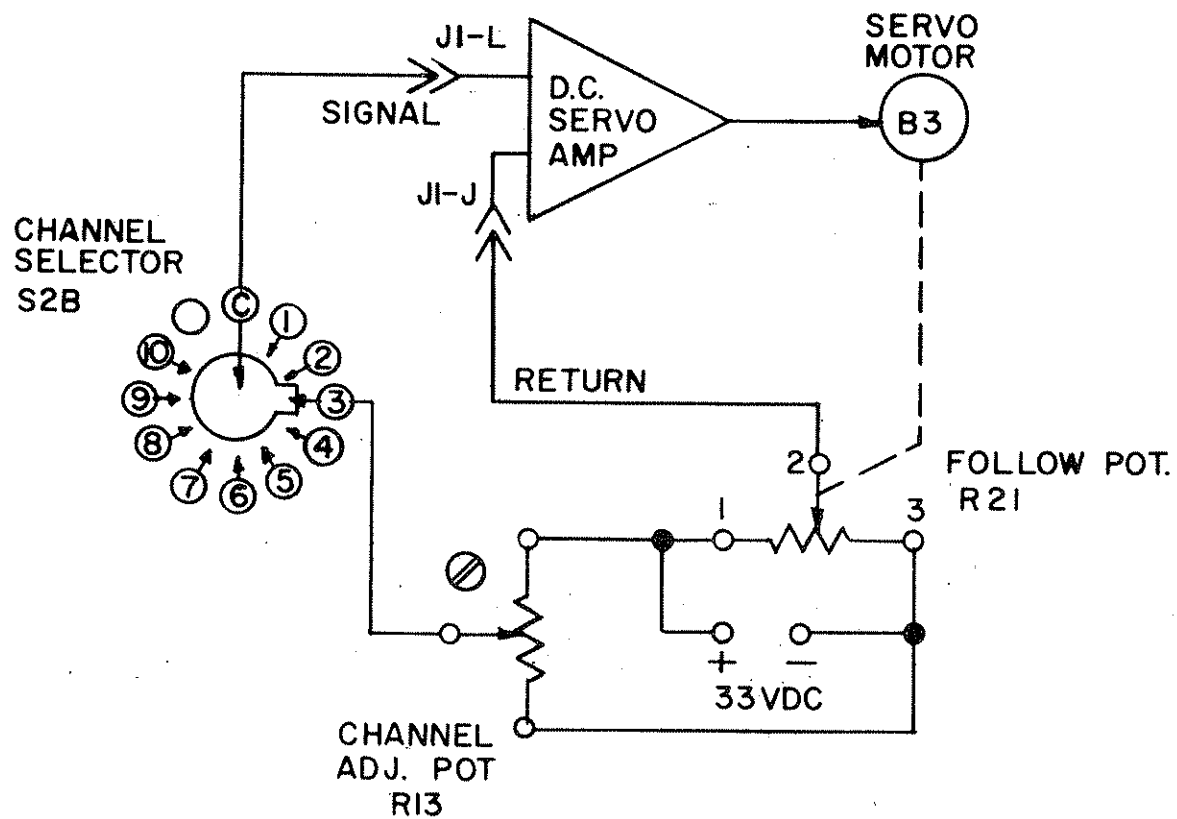 SERVO
MOTOR
J1-L
D.C.
SERVO
AMP
B3
SIGNAL
J1-J
CHANNEL
SELECTOR
S2B
C
1
2
3
4
5
6
7
8
9
10
RETURN
2
FOLLOW POT.
R21
1
3
+
-
33VDC
CHANNEL
ADJ. POT
R13